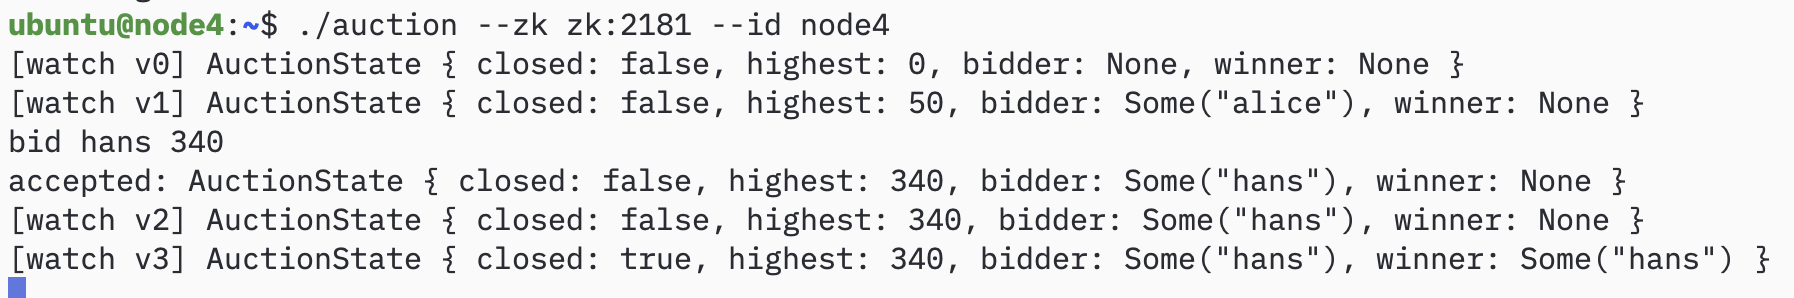 ubuntu@node4:~$ ./auction --zk zk:2181 --id node4
[watch v0] AuctionState { closed: false, highest: 0, bidder: None, winner: None }
[watch v1] AuctionState { closed: false, highest: 50, bidder: Some("alice"), winner: None }
bid hans 340
accepted: AuctionState { closed: false, highest: 340, bidder: Some("hans"), winner: None }
[watch v2] AuctionState { closed: false, highest: 340, bidder: Some("hans"), winner: None }
[watch v3] AuctionState { closed: true, highest: 340, bidder: Some("hans"), winner: Some("hans") }